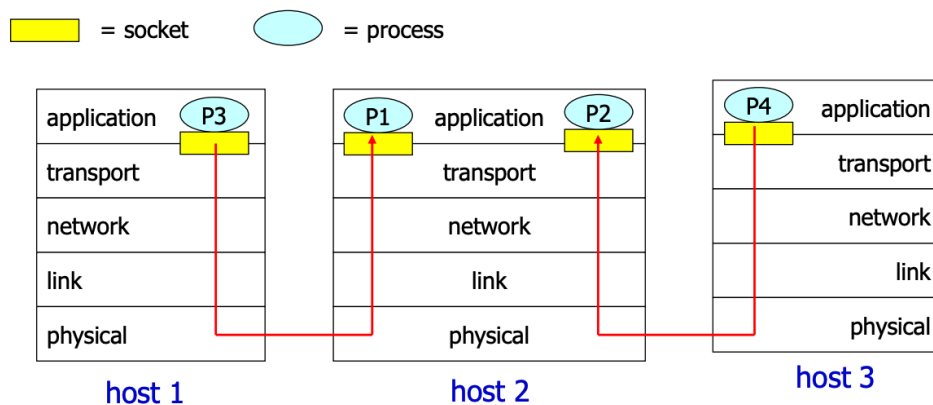 = socket
= process
application P3
transport
network
link
physical
host 1
P1 application P2
transport
network
link
physical
host 2
P4 application
transport
network
link
physical
host 3